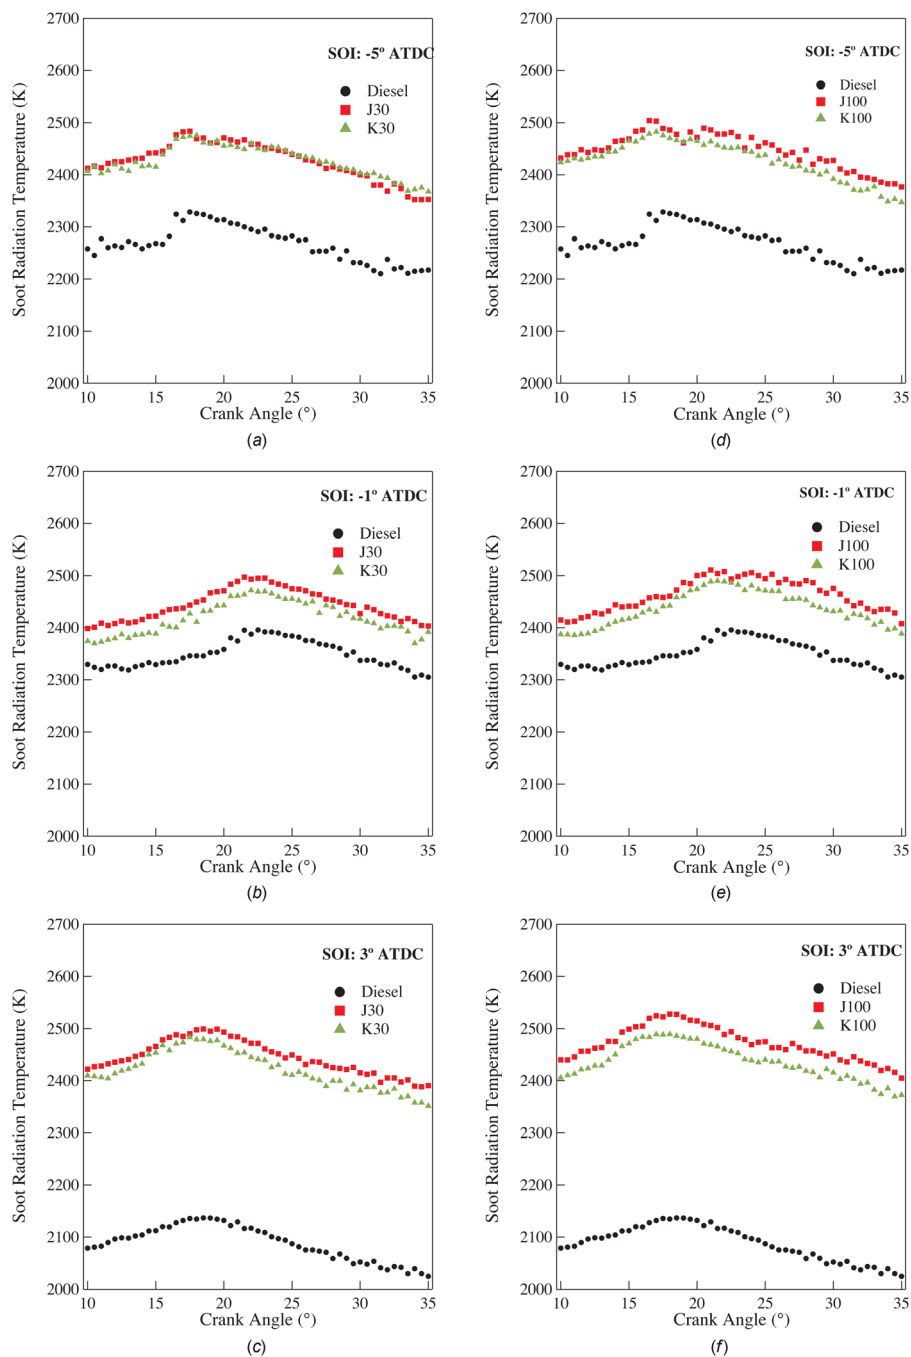 2700
2600
2500
2400
2300
2200
2100
2000
Soot Radiation Temperature (K)
SOI: -5º ATDC
Diesel
J30
K30
10 15 20 25 30 35
Crank Angle (°)
(a)
2700
2600
2500
2400
2300
2200
2100
2000
Soot Radiation Temperature (K)
SOI: -5º ATDC
Diesel
J100
K100
10 15 20 25 30 35
Crank Angle (°)
(d)
2700
2600
2500
2400
2300
2200
2100
2000
Soot Radiation Temperature (K)
SOI: -1º ATDC
Diesel
J30
K30
10 15 20 25 30 35
Crank Angle (°)
(b)
2700
2600
2500
2400
2300
2200
2100
2000
Soot Radiation Temperature (K)
SOI: -1º ATDC
Diesel
J100
K100
10 15 20 25 30 35
Crank Angle (°)
(e)
2700
2600
2500
2400
2300
2200
2100
2000
Soot Radiation Temperature (K)
SOI: 3º ATDC
Diesel
J30
K30
10 15 20 25 30 35
Crank Angle (°)
(c)
2700
2600
2500
2400
2300
2200
2100
2000
Soot Radiation Temperature (K)
SOI: 3º ATDC
Diesel
J100
K100
10 15 20 25 30 35
Crank Angle (°)
(f)